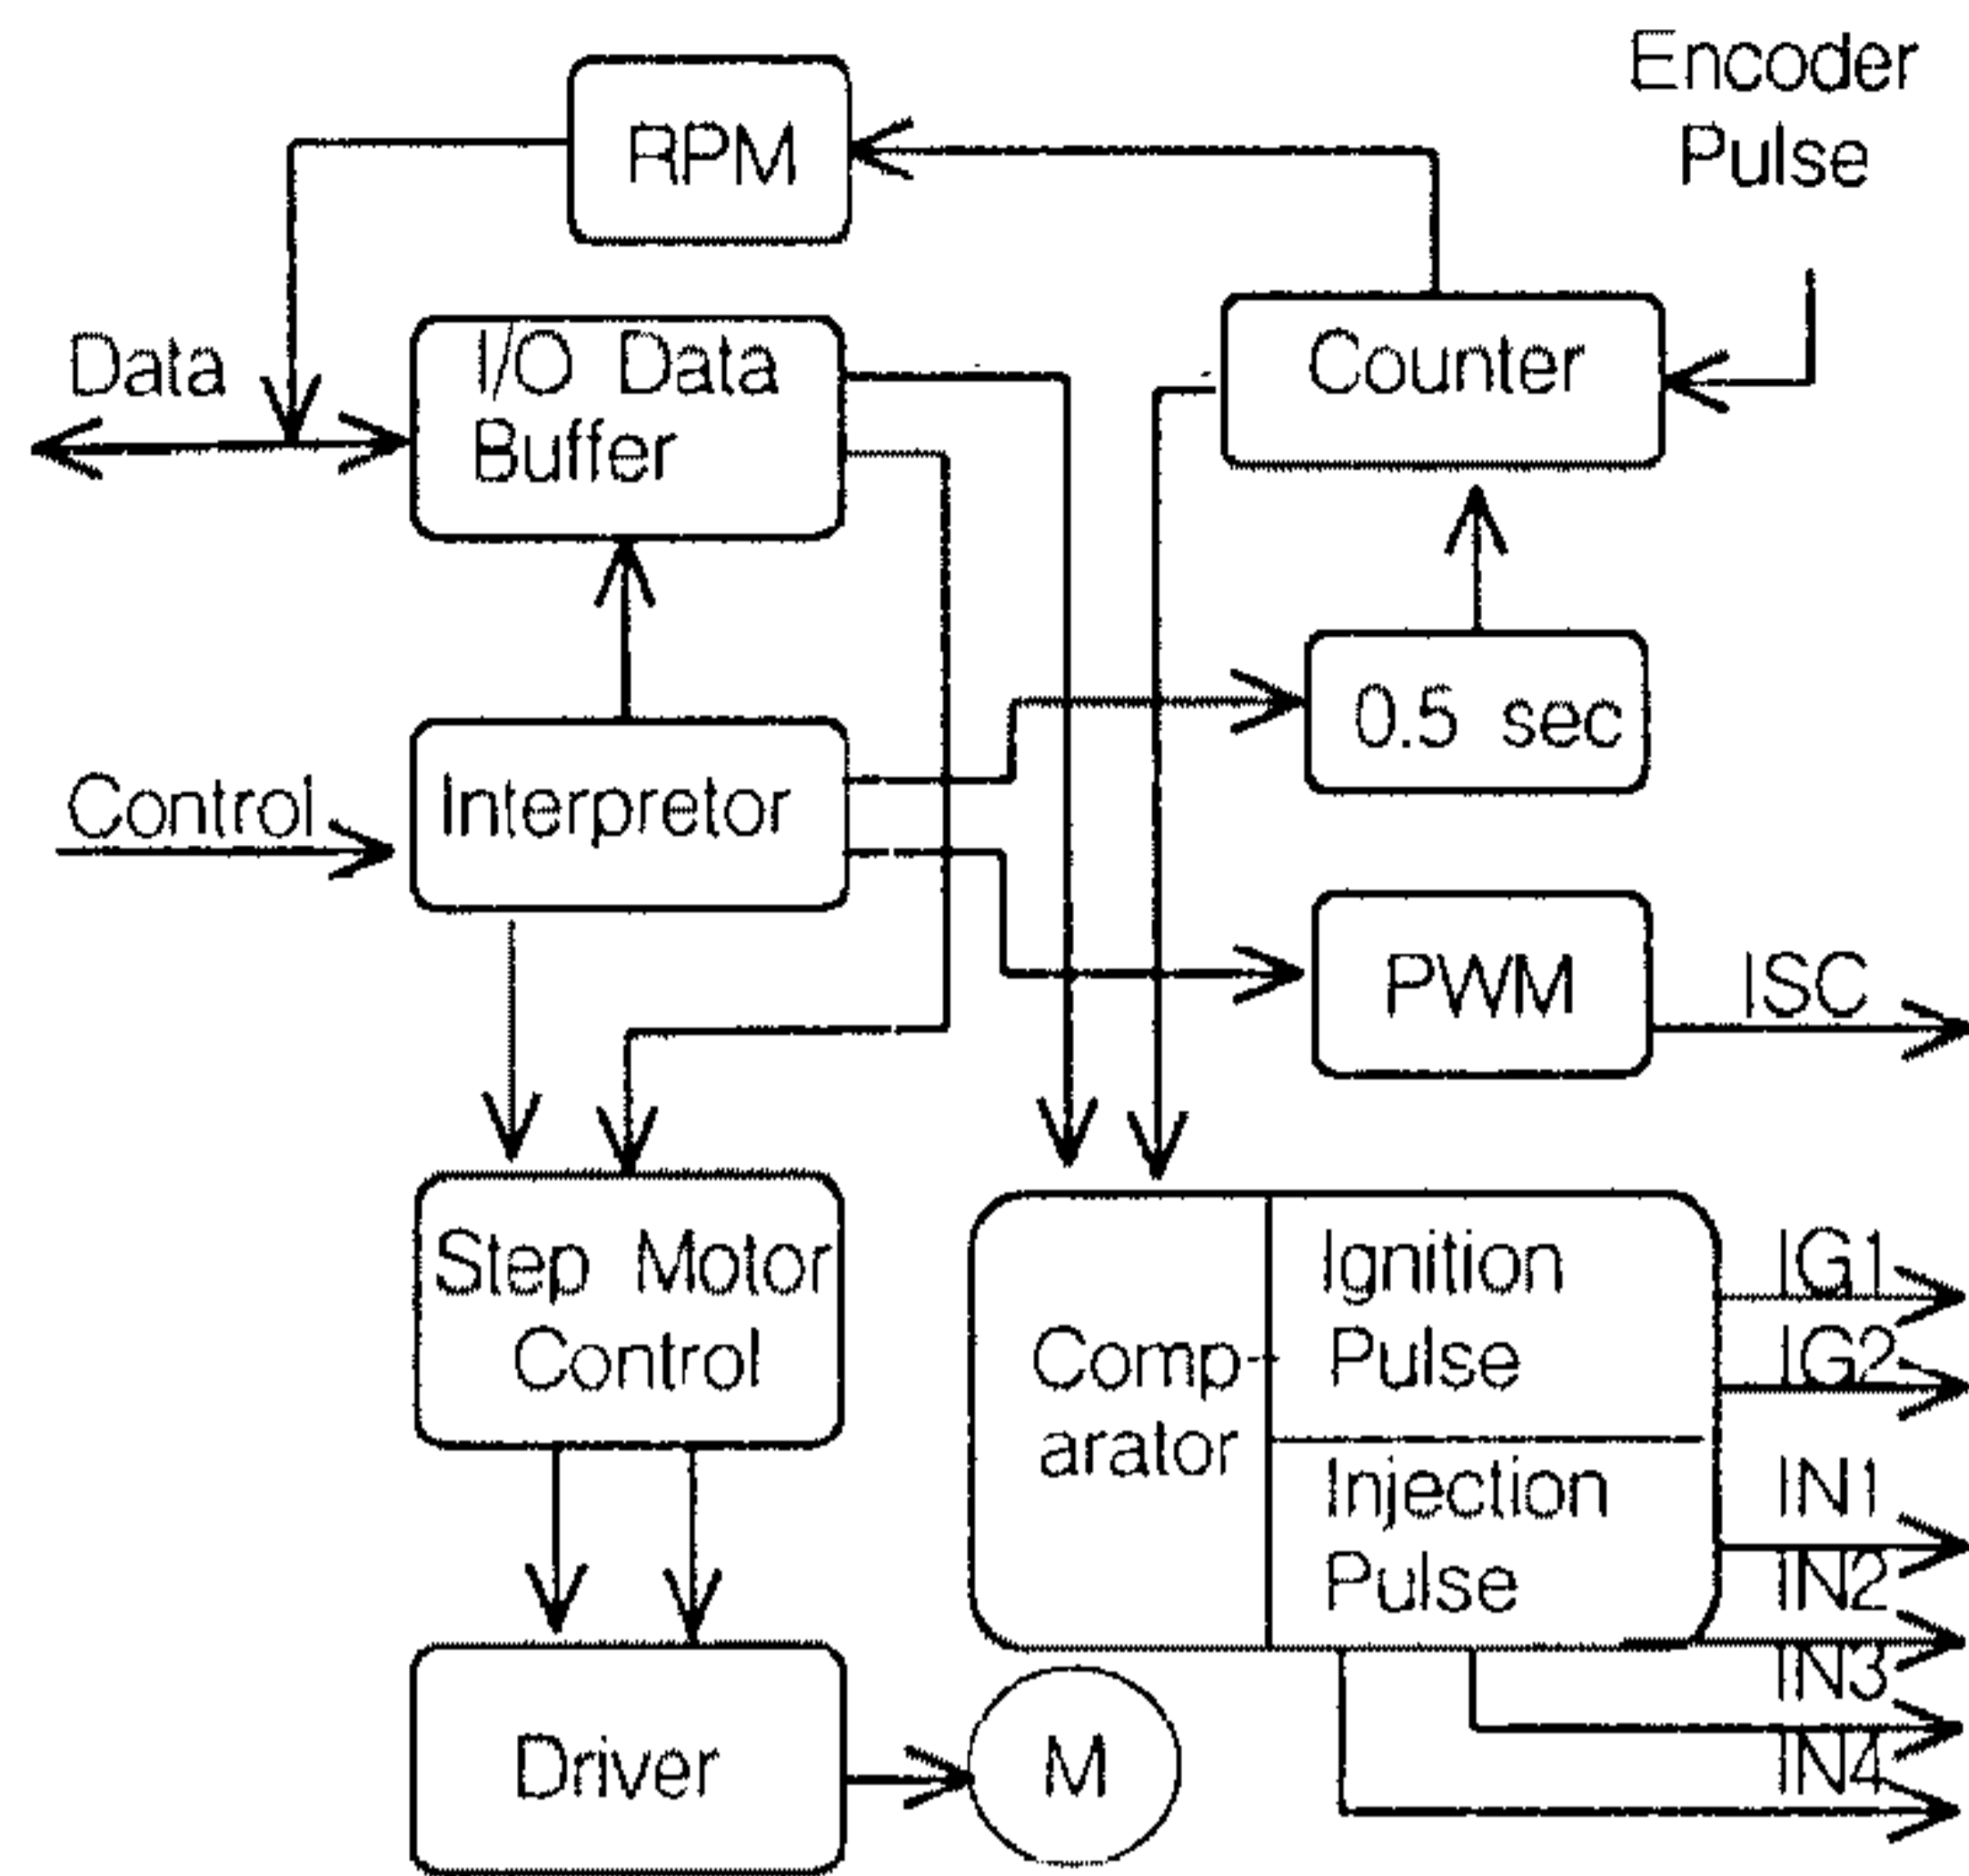 Encoder
Pulse
RPM
Data
I/O Data
Buffer
Counter
0.5 sec
Control
Interpretor
PWM
ISC
Step Motor
Control
Comp-
arator
Ignition
Pulse
IG1
IG2
Injection
Pulse
IN1
IN2
IN3
IN4
Driver
M